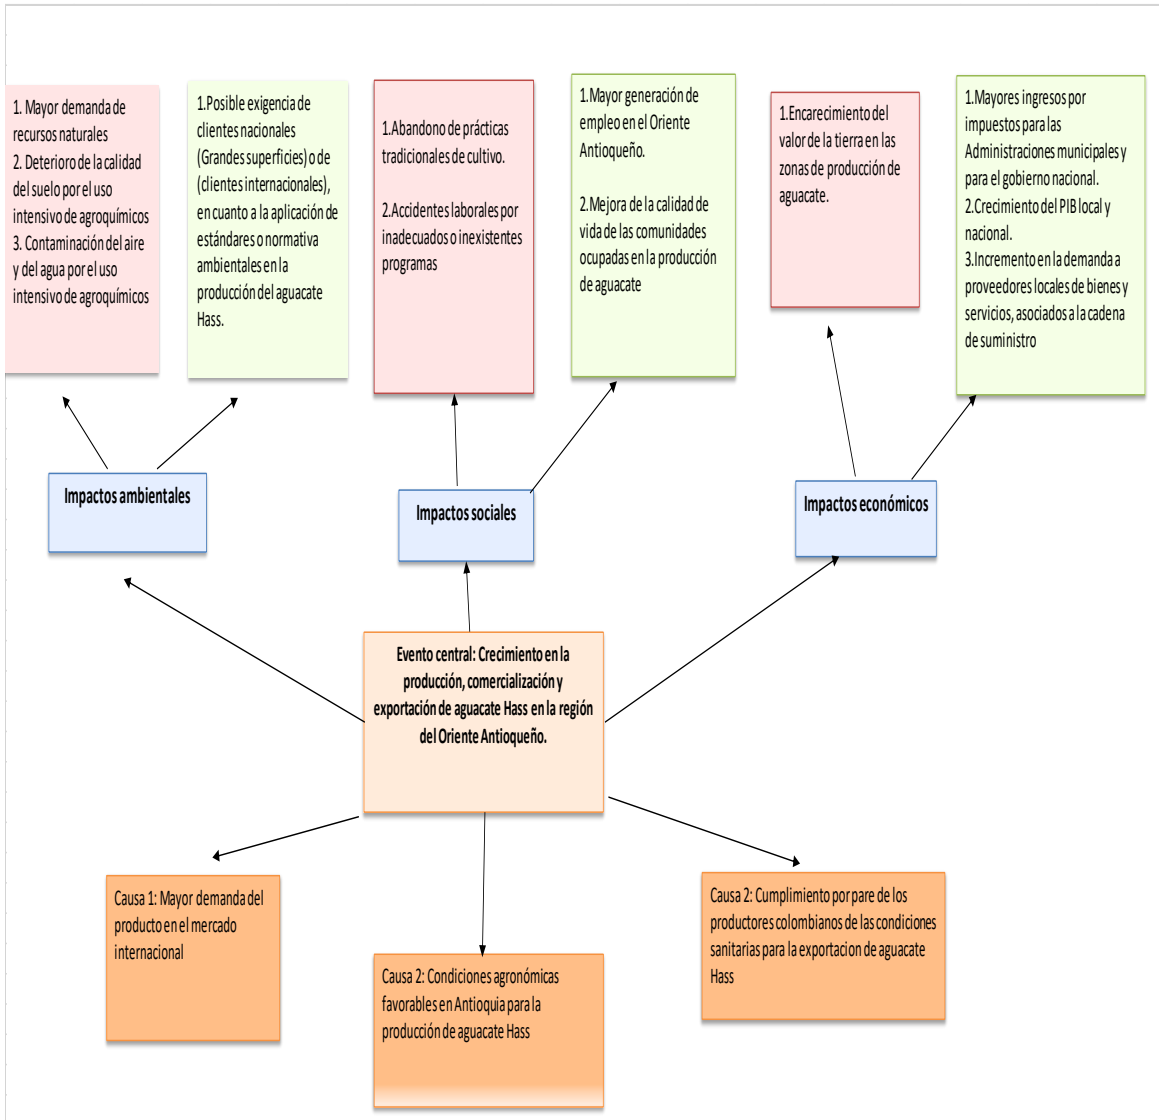 1. Mayor demanda de
recursos naturales
2. Deterioro de la calidad
del suelo por el uso
intensivo de agroquímicos
3. Contaminación del aire
y del agua por el uso
intensivo de agroquímicos
1.Posible exigencia de
clientes nacionales
(Grandes superficies) o de
(clientes internacionales),
en cuanto a la aplicación de
estándares o normativa
ambientales en la
producción del aguacate
Hass.
1.Abandono de prácticas
tradicionales de cultivo.
2.Accidentes laborales por
inadecuados o inexistentes
programas
1.Mayor generación de
empleo en el Oriente
Antioqueño.
2.Mejora de la calidad de
vida de las comunidades
ocupadas en la producción
de aguacate
1.Encarecimiento del
valor de la tierra en las
zonas de producción de
aguacate.
1.Mayores ingresos por
impuestos para las
Administraciones municipales y
para el gobierno nacional.
2.Crecimiento del PIB local y
nacional.
3.Incremento en la demanda a
proveedores locales de bienes y
servicios, asociados a la cadena
de suministro
Impactos ambientales
Impactos sociales
Impactos económicos
Evento central: Crecimiento en la
producción, comercialización y
exportación de aguacate Hass en la región
del Oriente Antioqueño.
Causa 1: Mayor demanda del
producto en el mercado
internacional
Causa 2: Condiciones agronómicas
favorables en Antioquia para la
producción de aguacate Hass
Causa 2: Cumplimiento por pare de los
productores colombianos de las condiciones
sanitarias para la exportacion de aguacate
Hass